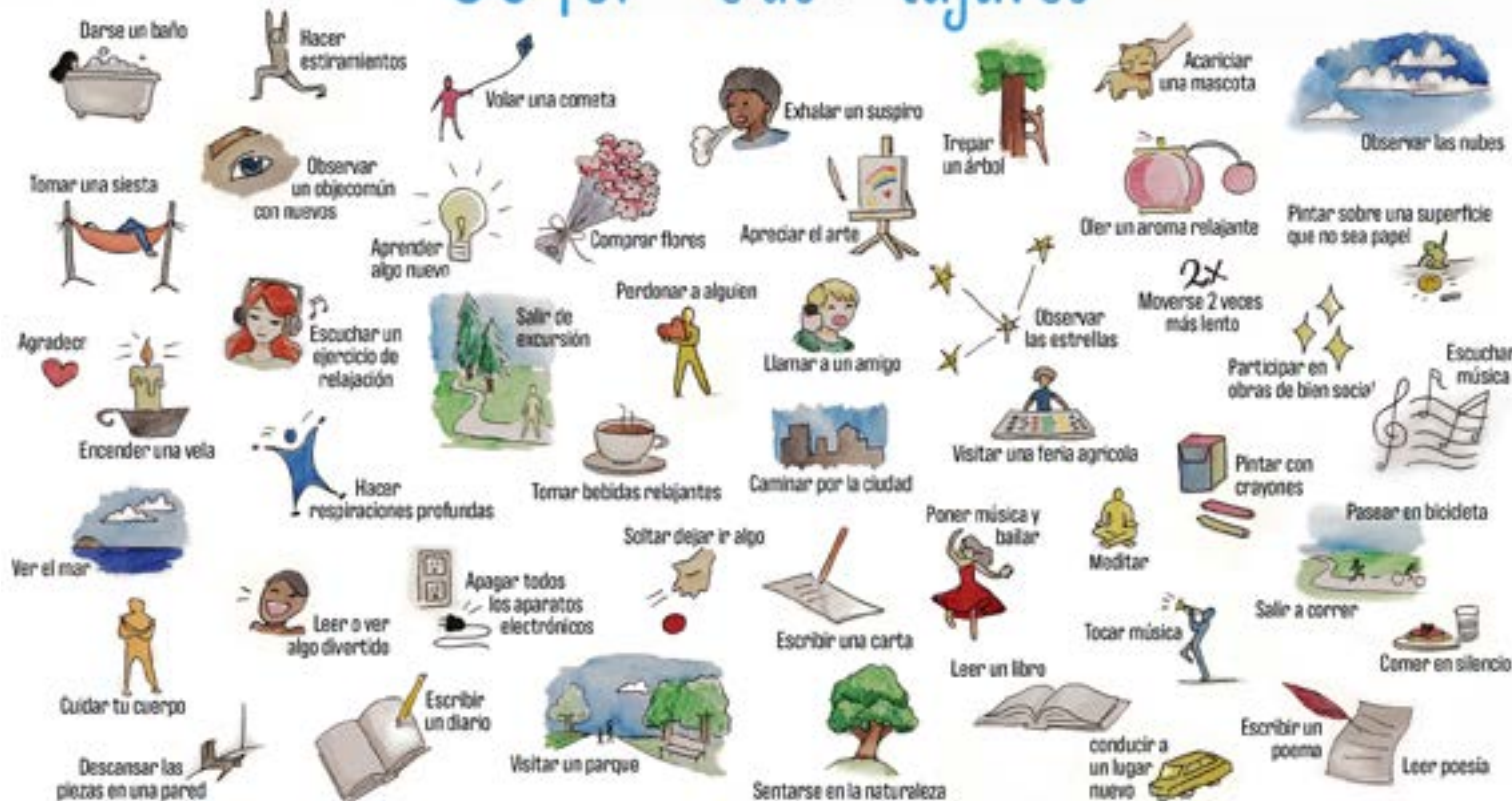 Darse un baño
Hacer
estiramientos
Volar una cometa
Exhalar un suspiro
Trepar
un árbol
Acariciar
una mascota
Observar las nubes
Tomar una siesta
Observar
un objecomún
con nuevos
Aprender
algo nuevo
Comprar flores
Apreciar el arte
Oler un aroma relajante
Pintar sobre una superficie
que no sea papel
Agradecr
Encender una vela
Escuchar un
ejercicio de
relajación
Salir de
excursión
Perdonar a alguien
Llamar a un amigo
Observar
las estrellas
2x
Moverse 2 veces
más lento
Participar en
obras de bien social
Escuchar
música
Hacer
respiraciones profundas
Tomar bebidas relajantes
Caminar por la ciudad
Visitar una feria agrícola
Pintar con
crayones
Ver el mar
Leer o ver
algo divertido
Apagar todos
los aparatos
electrónicos
Soltar dejar ir algo
Escribir una carta
Poner música y
bailar
Meditar
Pasear en bicicleta
Salir a correr
Tocar música
Comer en silencio
Cuidar tu cuerpo
Descansar las
piezas en una pared
Escribir
un diario
Visitar un parque
Sentarse en la naturaleza
Leer un libro
conducir a
un lugar
nuevo
Escribir un
poema
Leer poesía